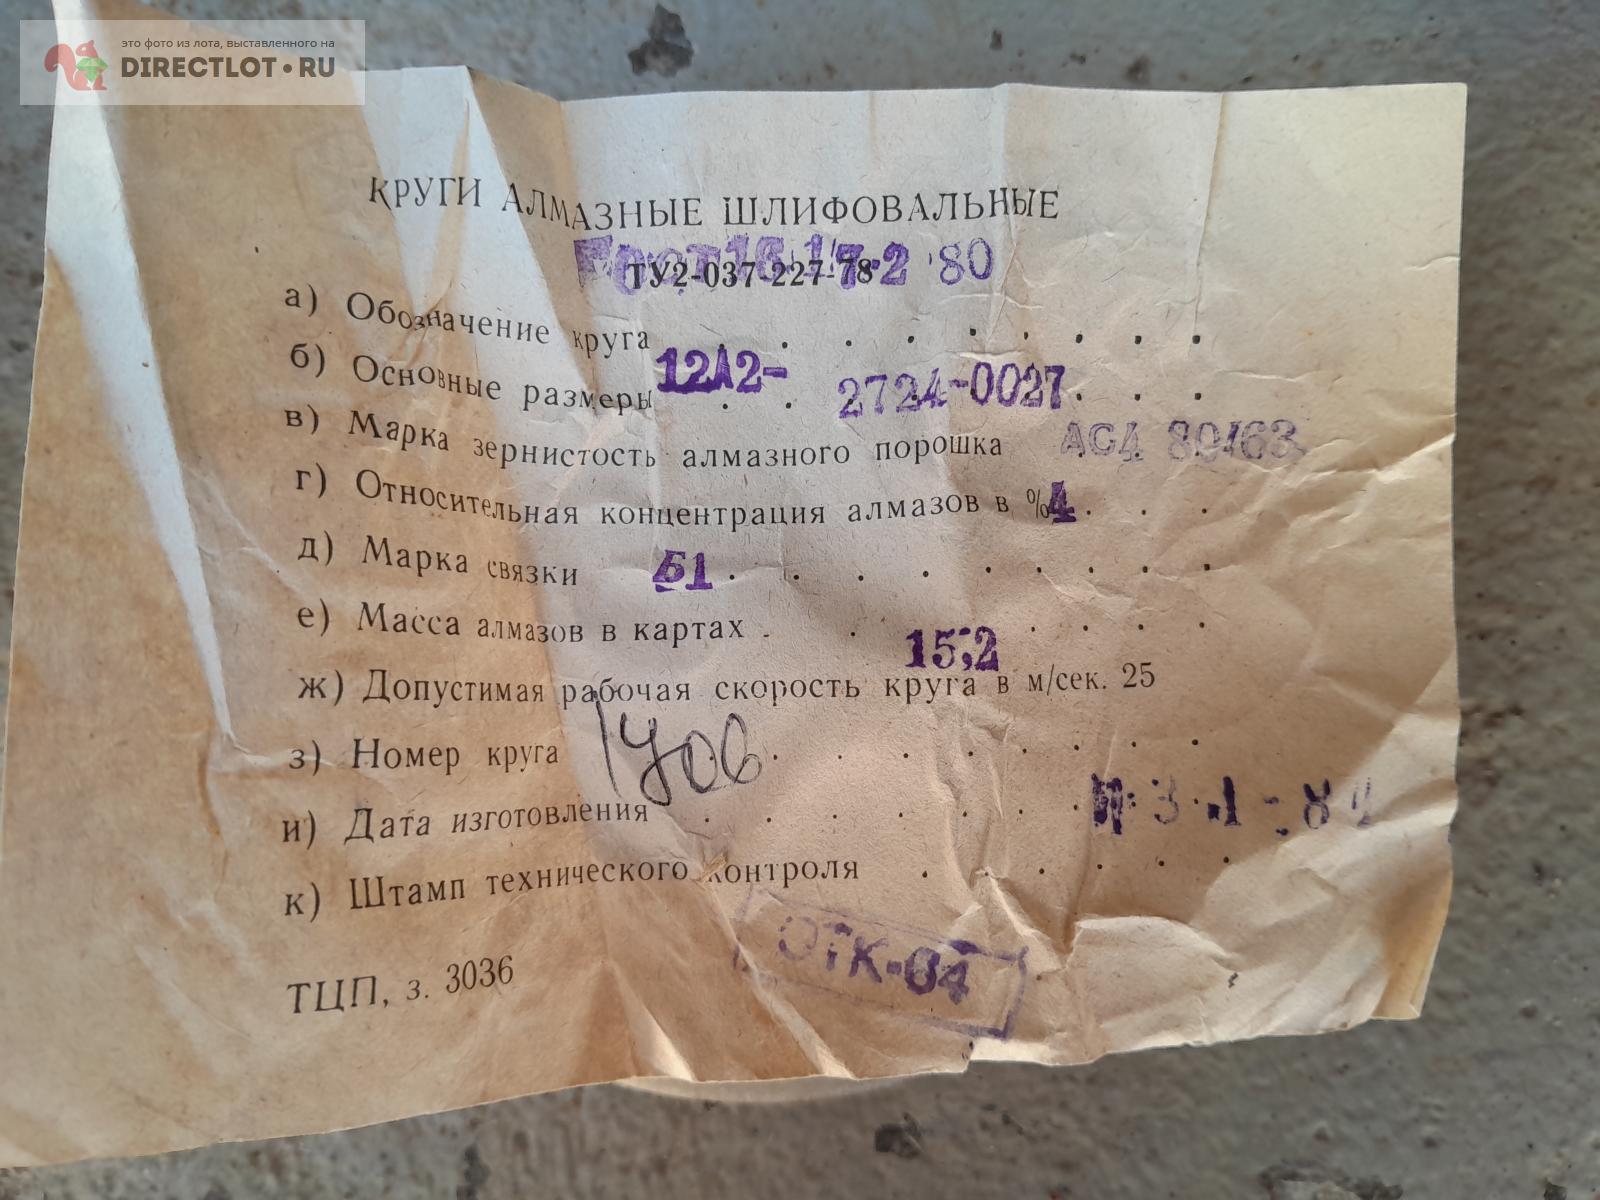 это фото из лота, выставленного на
DIRECTLOT•RU
КРУГИ АЛМАЗНЫЕ ШЛИФОВАЛЬНЫЕ
ТУ2-037-227-78 80
а) Обозначение круга
12А2- 2724-0027
б) Основные размеры
в) Марка зернистость алмазного порошка АС4 80/63
г) Относительная концентрация алмазов в % 4
д) Марка связки Б1
е) Масса алмазов в картах
15,2
ж) Допустимая рабочая скорость круга в м/сек. 25
з) Номер круга
и) Дата изготовления
к) Штамп технического контроля
ОТК-64
ТЦП, з. 3036